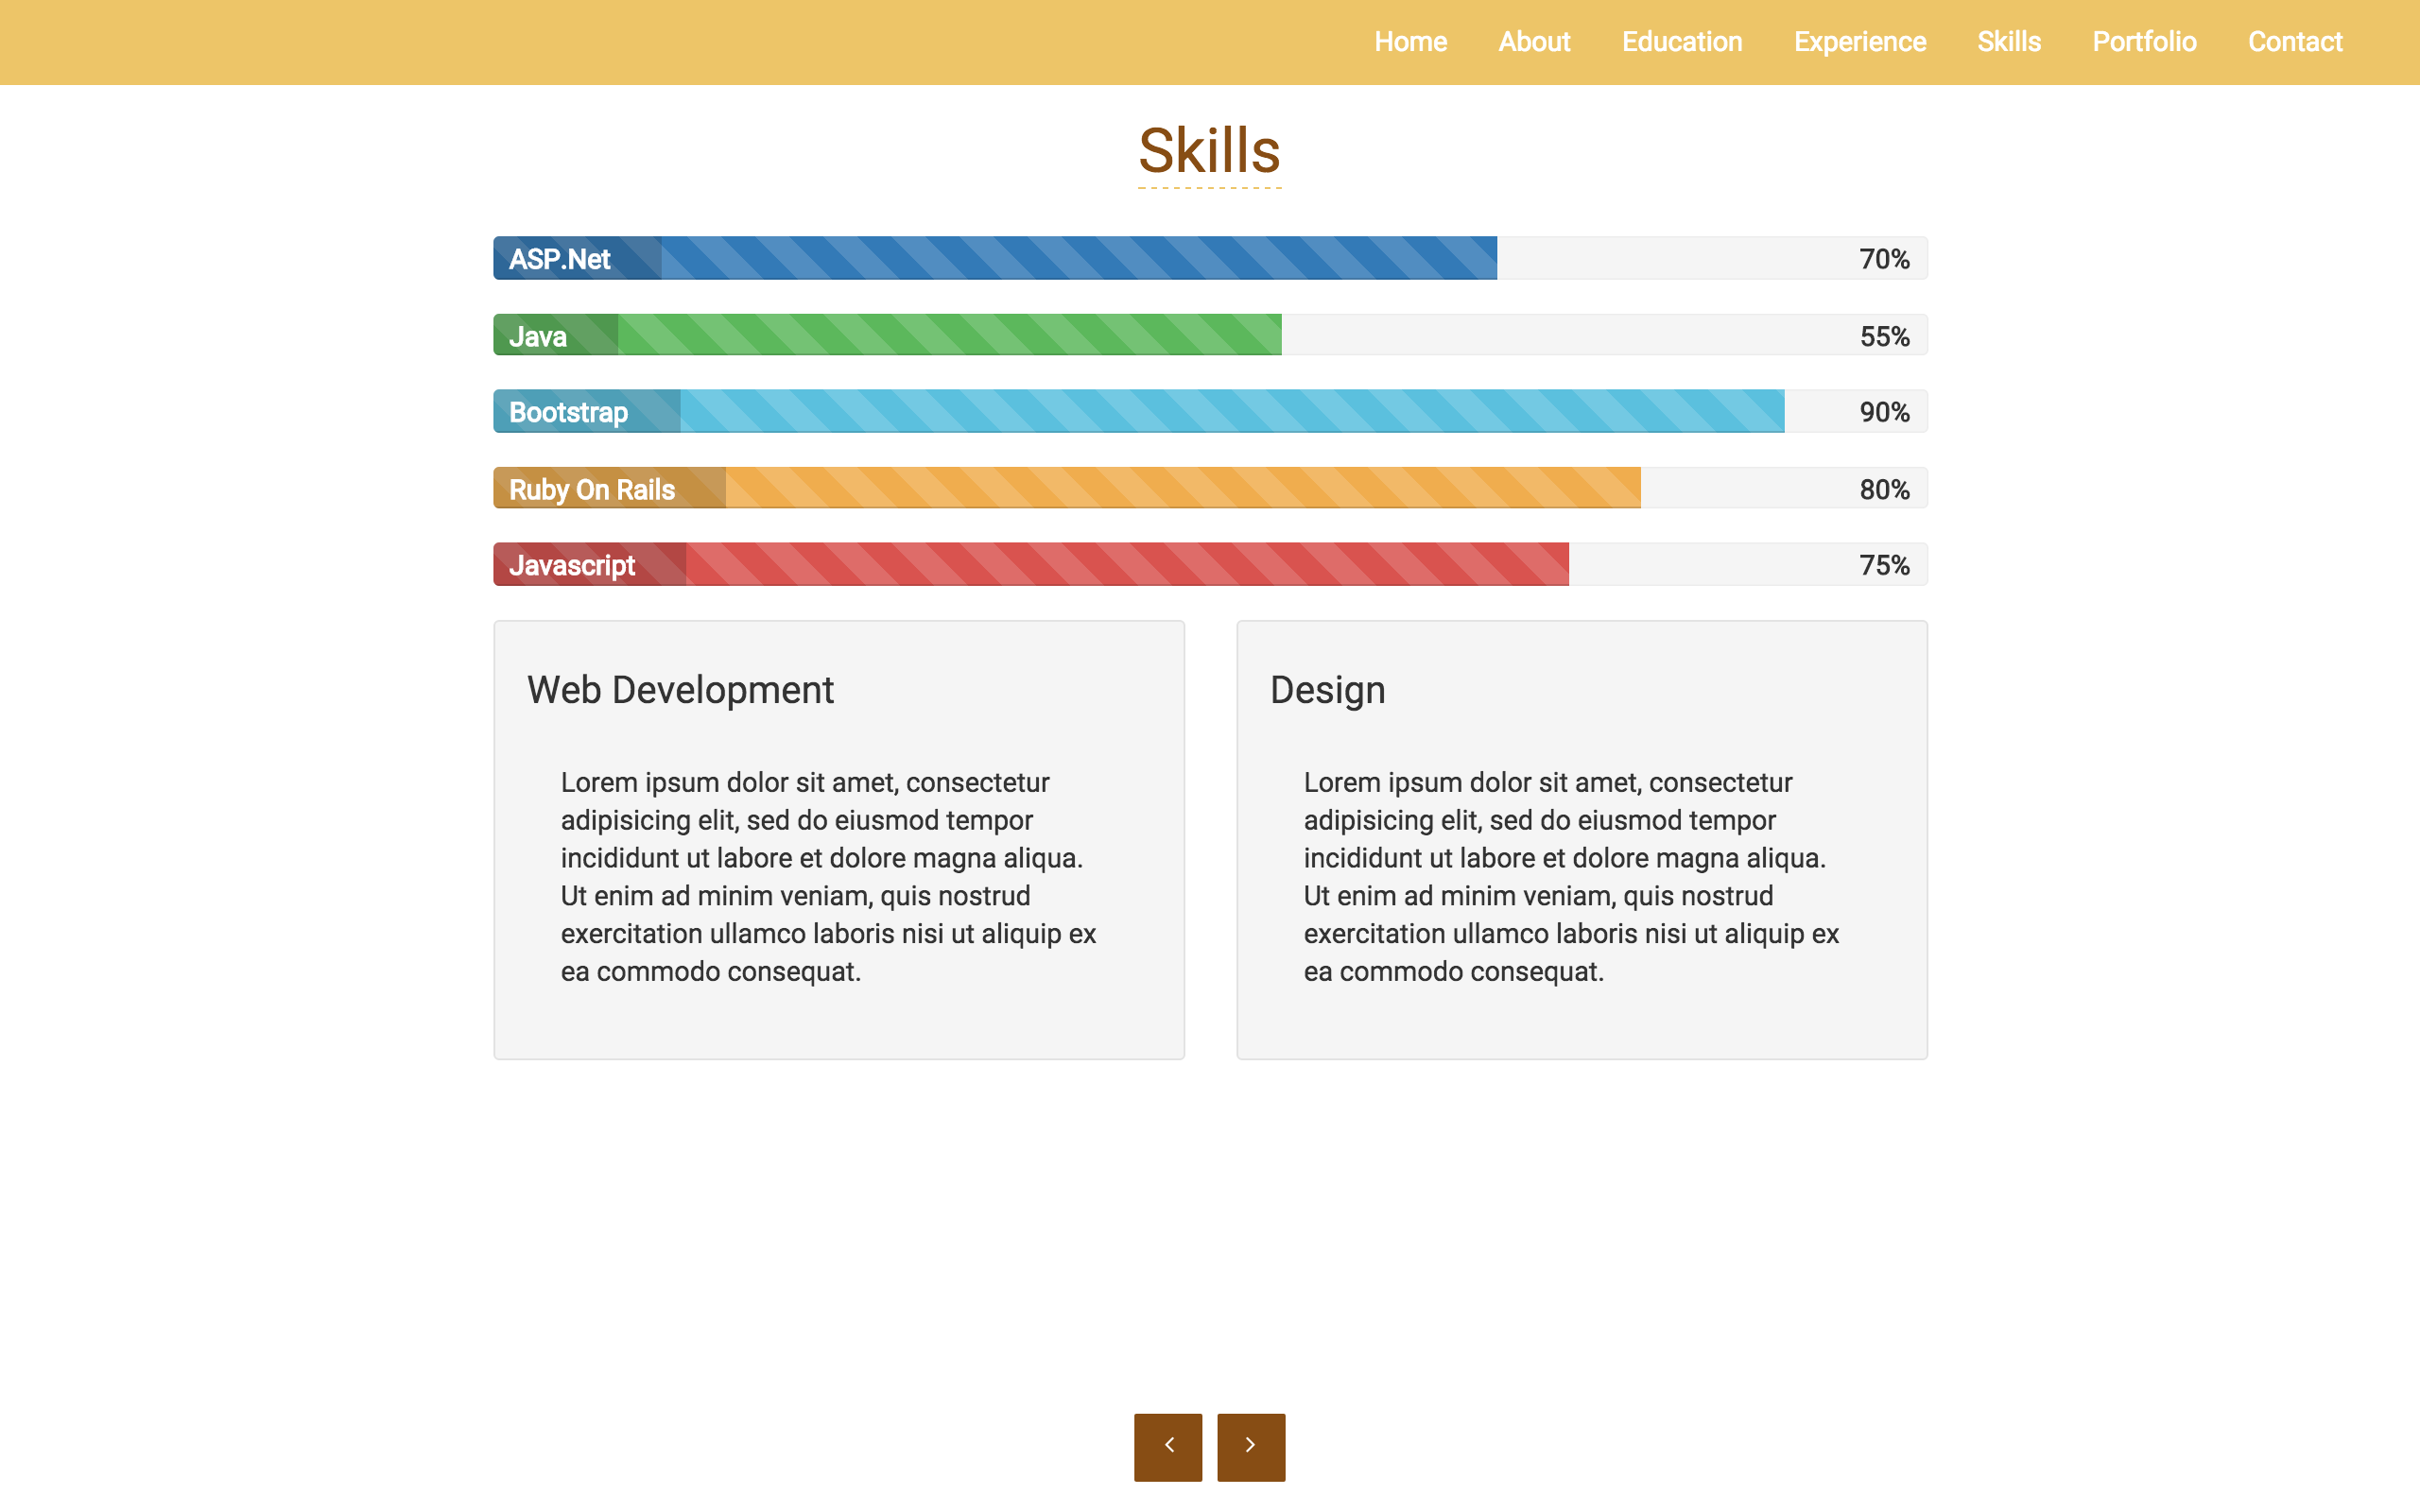 Home About Education Experience Skills Portfolio Contact
Skills
ASP.Net 70%
Java 55%
Bootstrap 90%
Ruby On Rails 80%
Javascript 75%
Web Development
Lorem ipsum dolor sit amet, consectetur
adipisicing elit, sed do eiusmod tempor
incididunt ut labore et dolore magna aliqua.
Ut enim ad minim veniam, quis nostrud
exercitation ullamco laboris nisi ut aliquip ex
ea commodo consequat.
Design
Lorem ipsum dolor sit amet, consectetur
adipisicing elit, sed do eiusmod tempor
incididunt ut labore et dolore magna aliqua.
Ut enim ad minim veniam, quis nostrud
exercitation ullamco laboris nisi ut aliquip ex
ea commodo consequat.